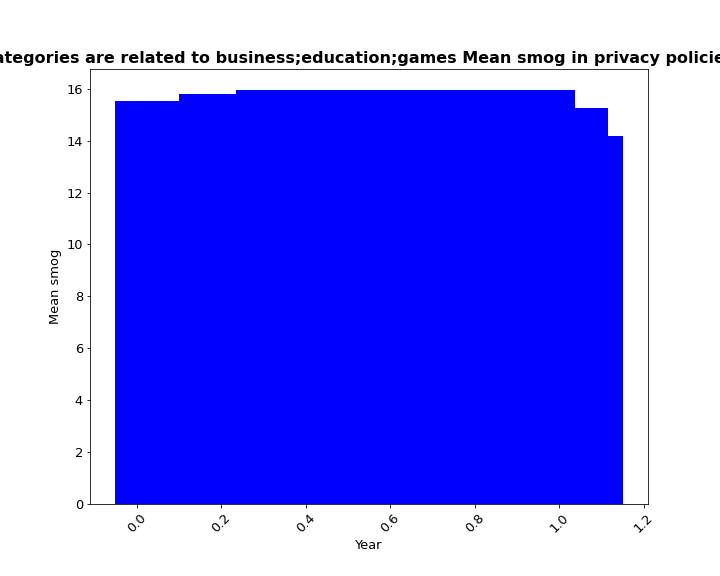 ategories are related to business;education;games Mean smog in privacy policie
16
14
12
10
8
6
4
2
0
Mean smog
0.0 0.2 0.4 0.6 0.8 1.0 1.2
Year